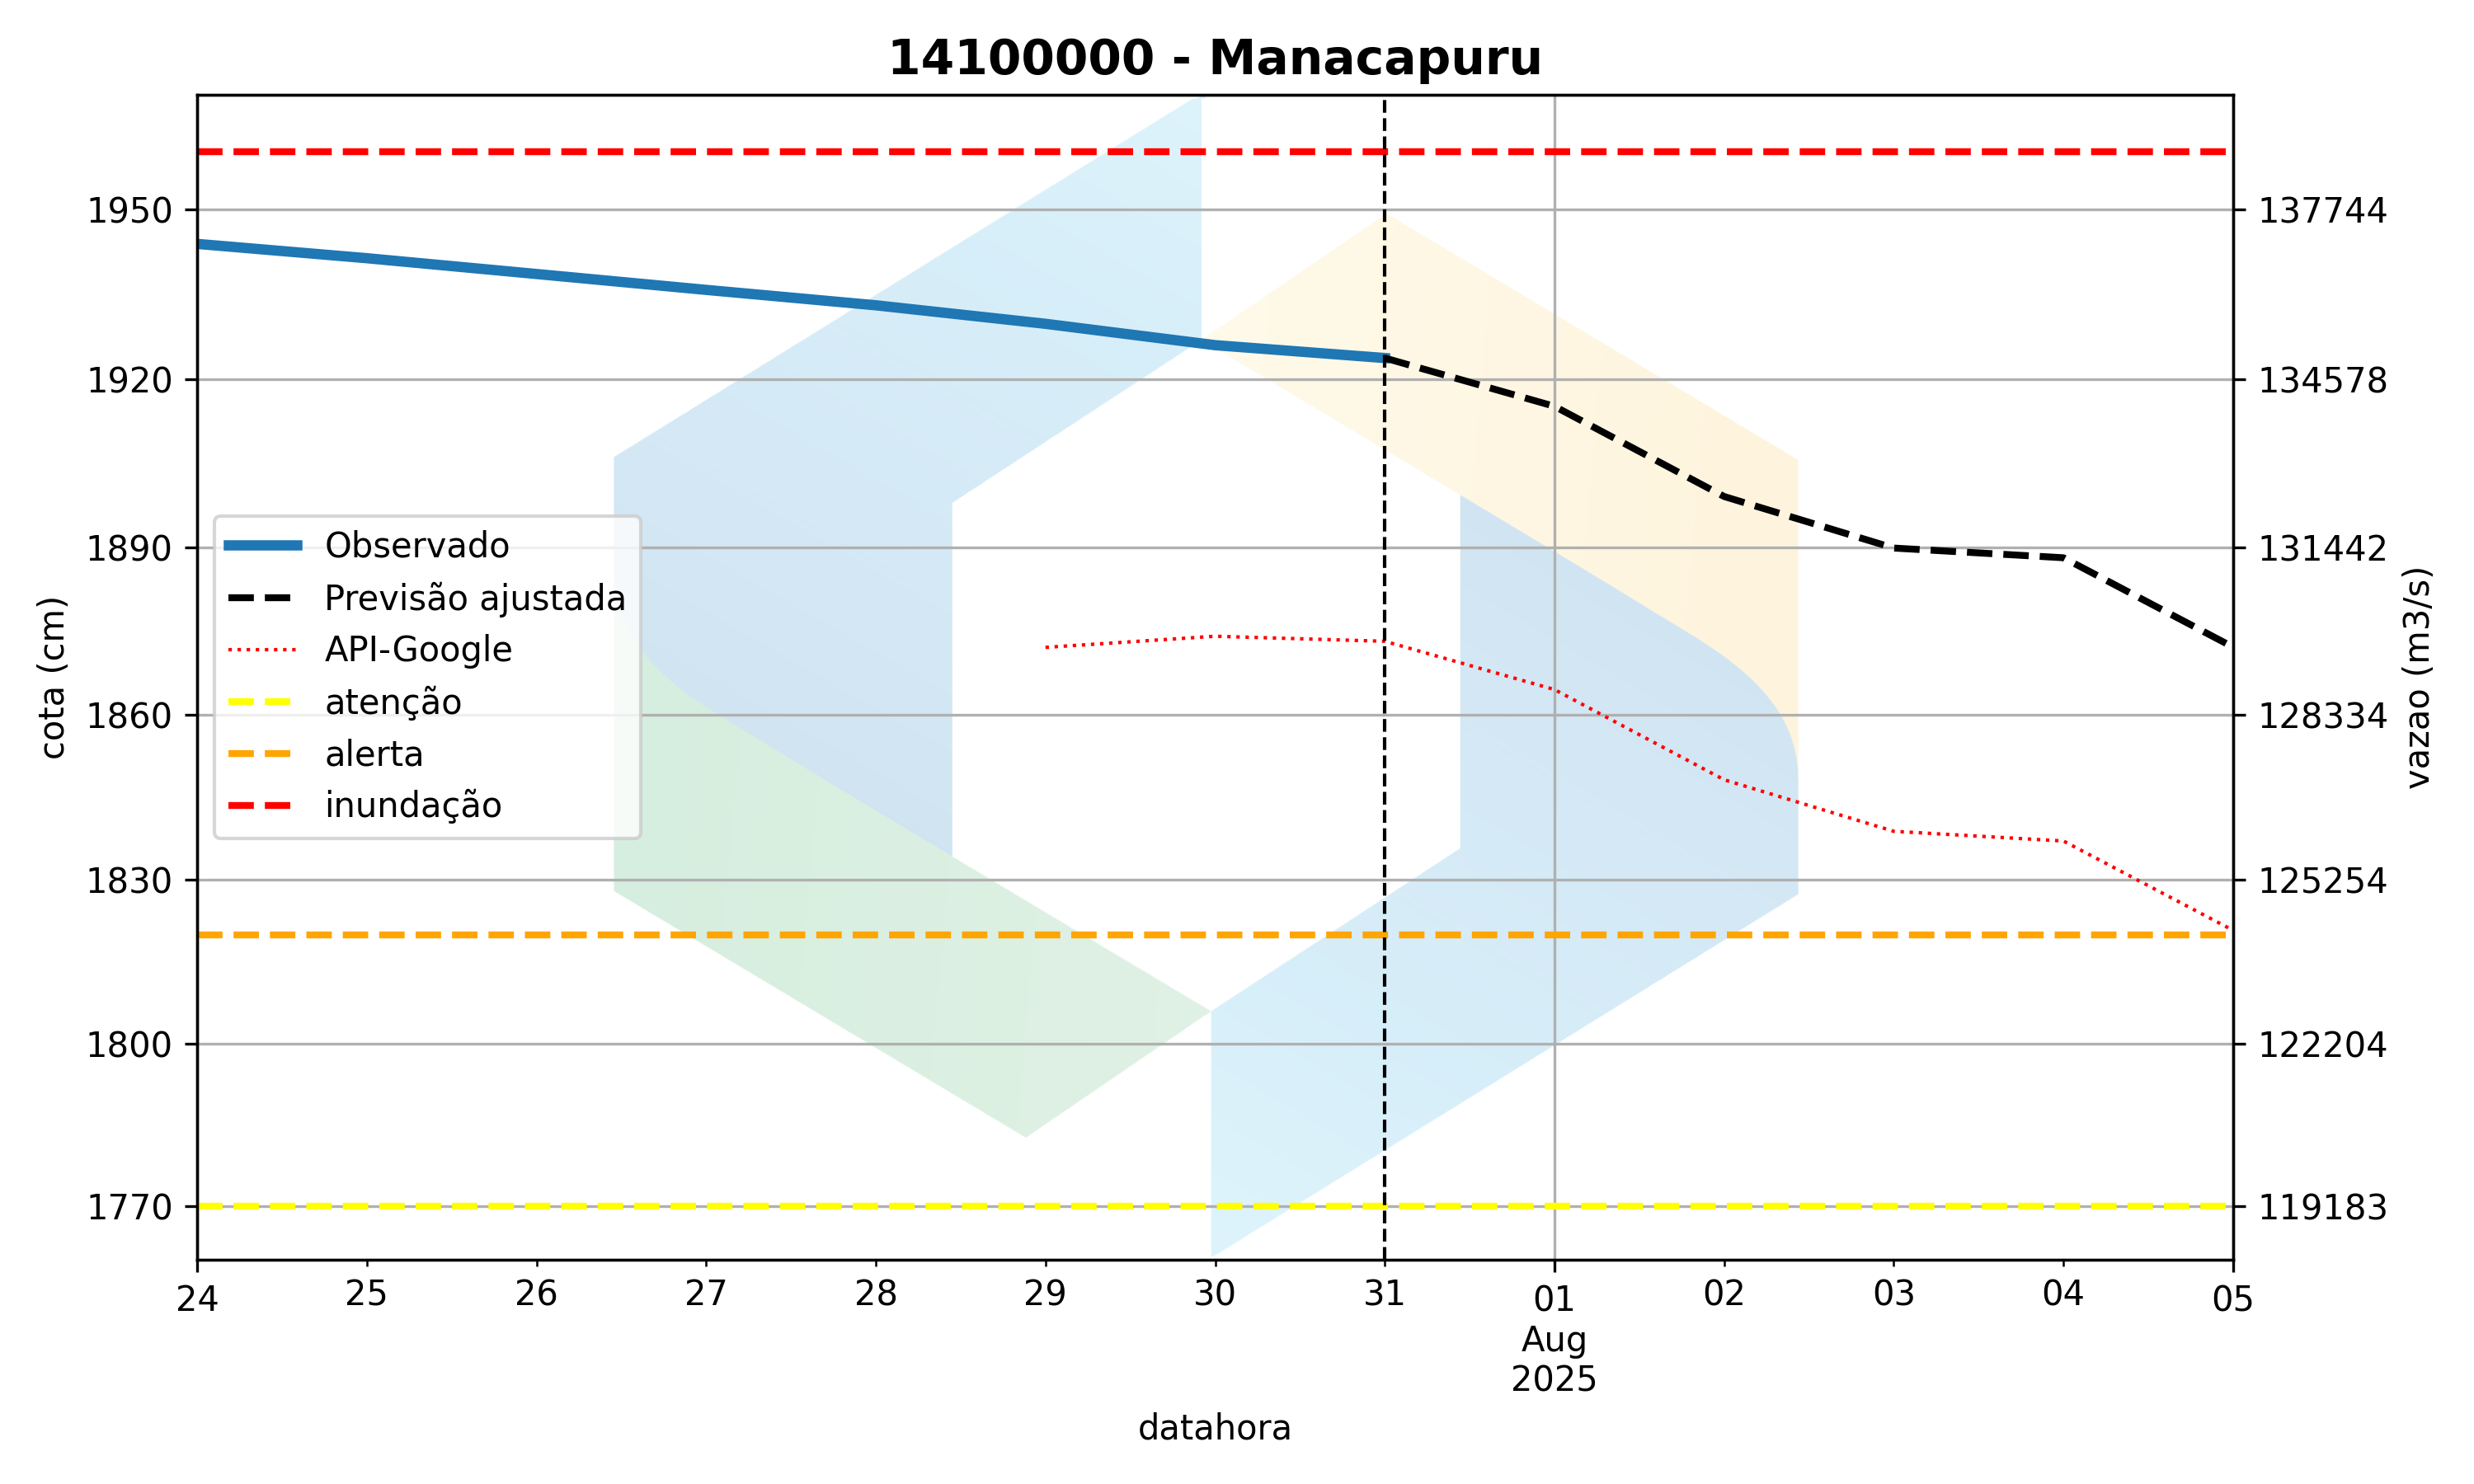 14100000 - Manacapuru
1950
1920
1890
1860
1830
1800
1770
cota (cm)
Observado
Previsão ajustada
API-Google
atenção
alerta
inundação
137744
134578
131442
128334
125254
122204
119183
vazao (m3/s)
24 25 26 27 28 29 30 31 01 02 03 04 05
Aug
2025
datahora